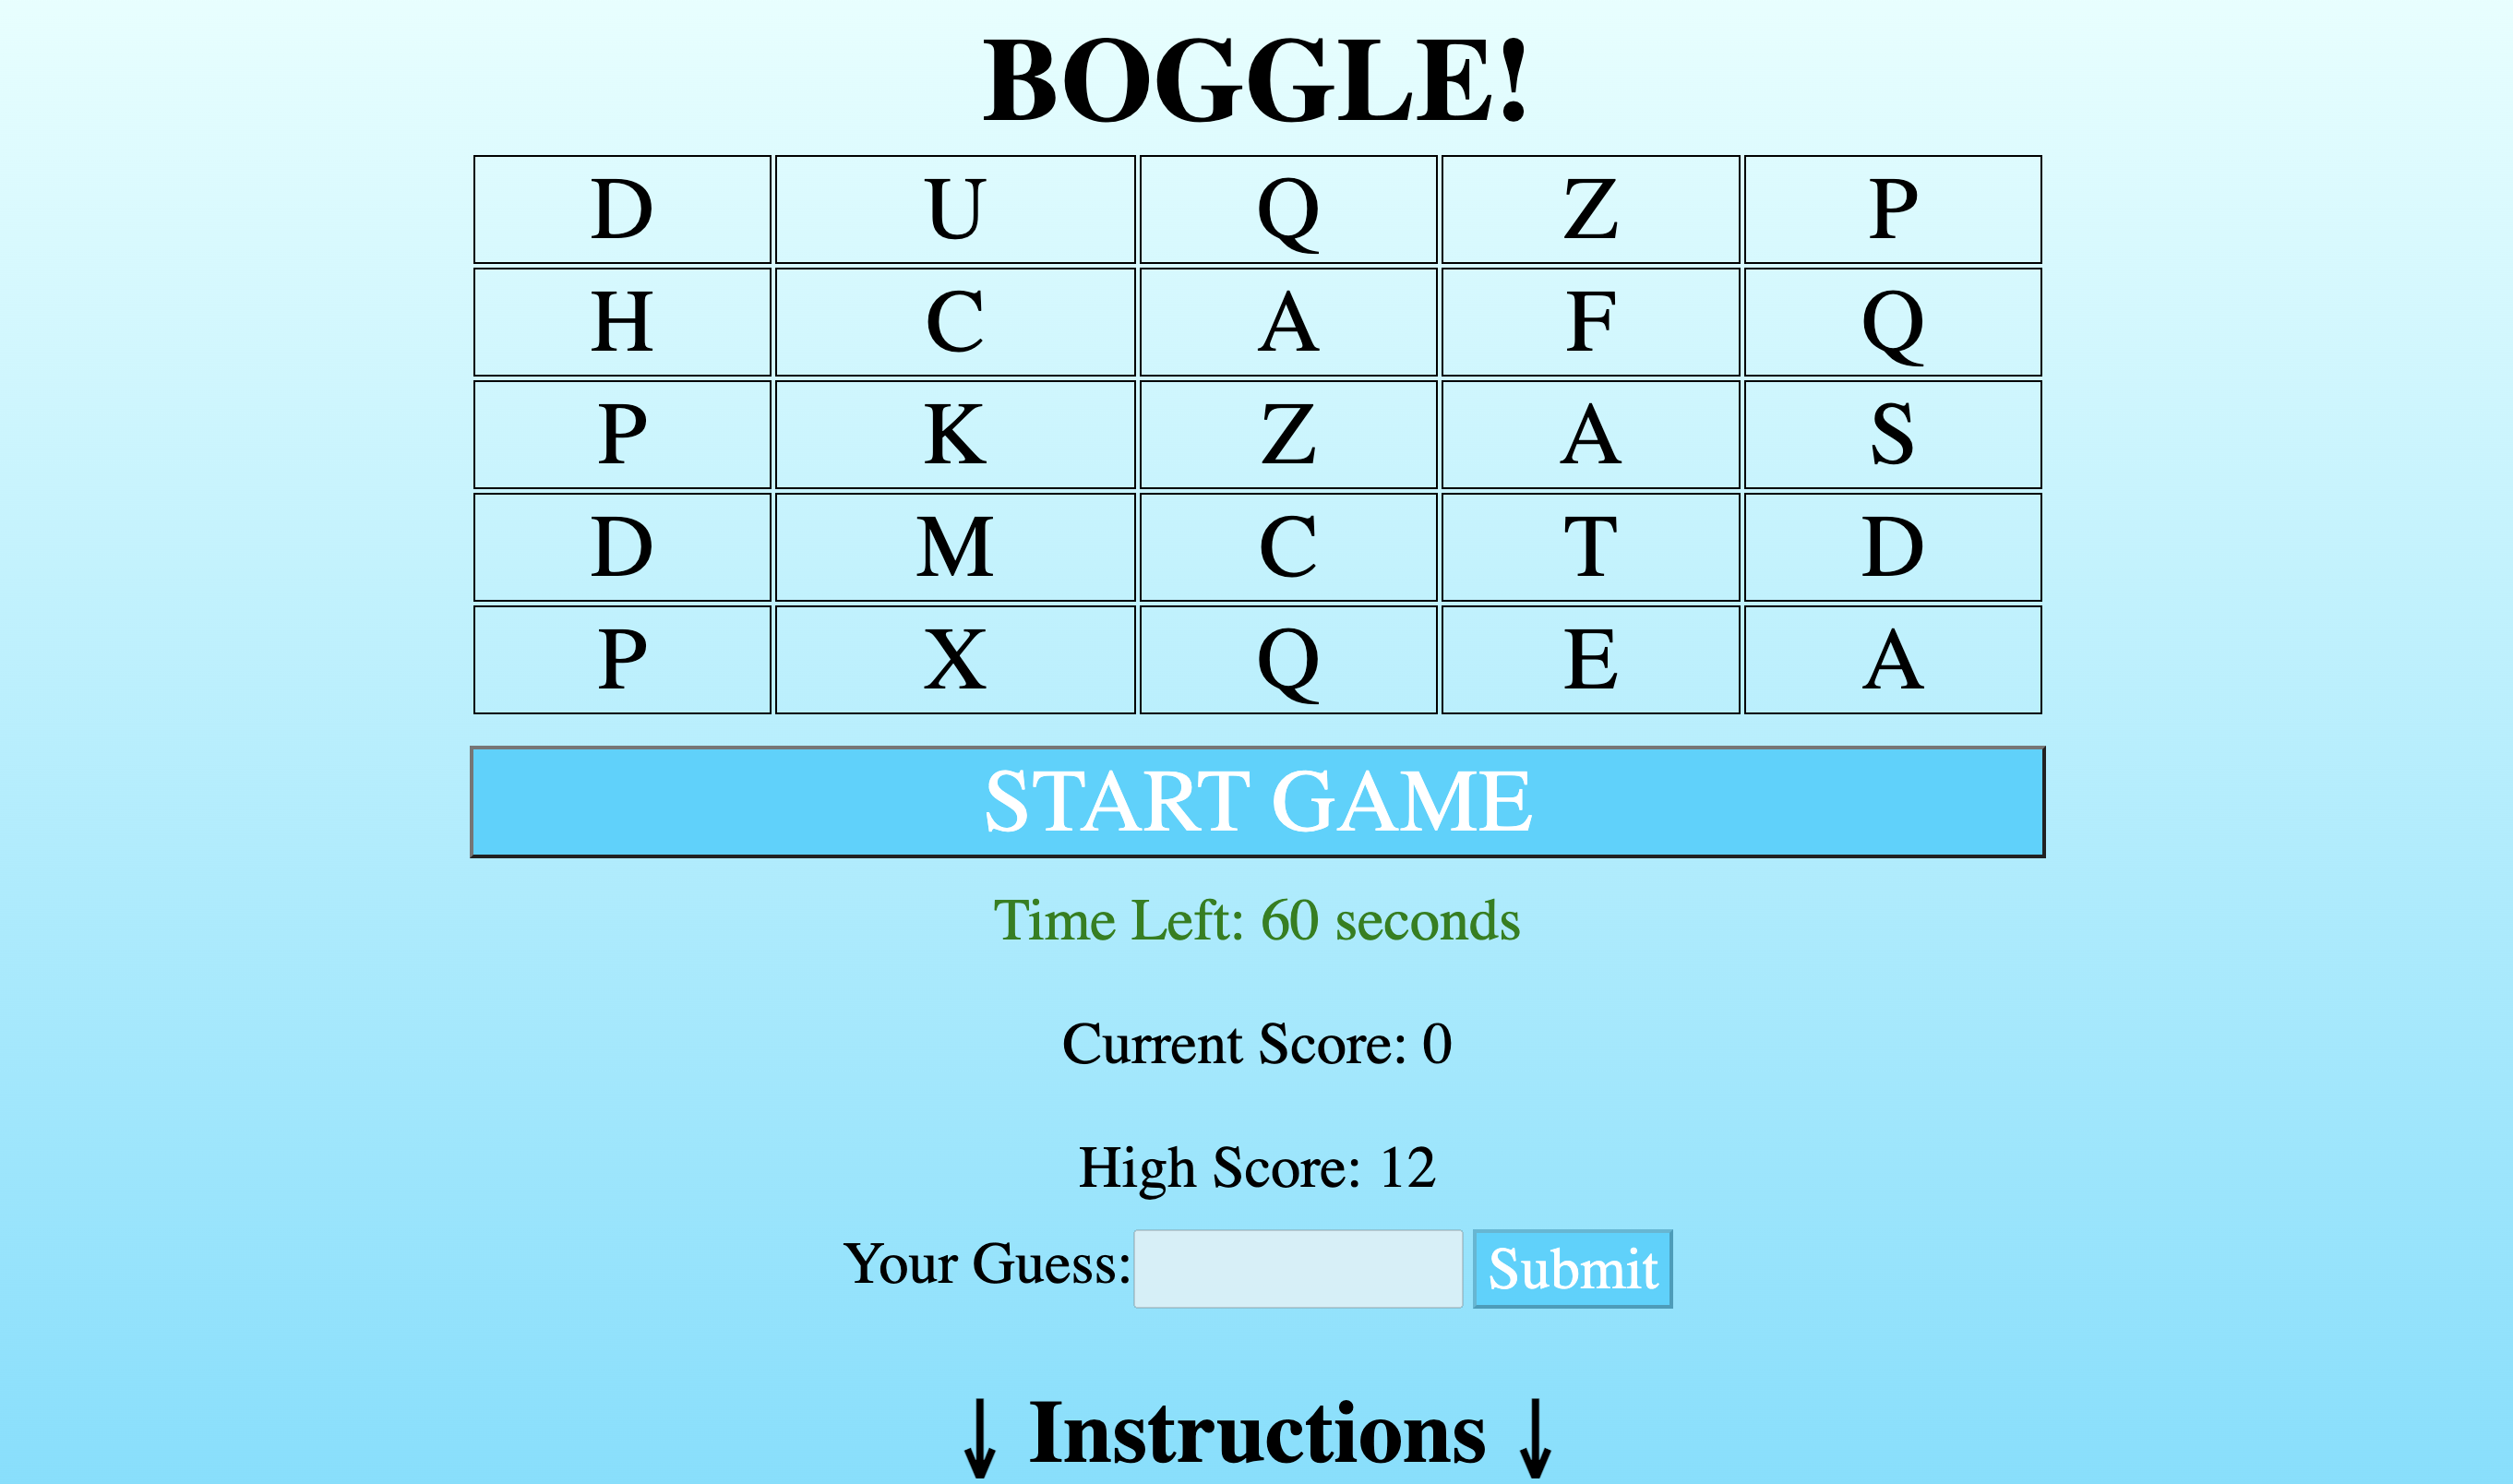 BOGGLE!
D U Q Z P
H C A F Q
P K Z A S
D M C T D
P X Q E A
START GAME
Time Left: 60 seconds
Current Score: 0
High Score: 12
Your Guess: Submit
↓ Instructions ↓